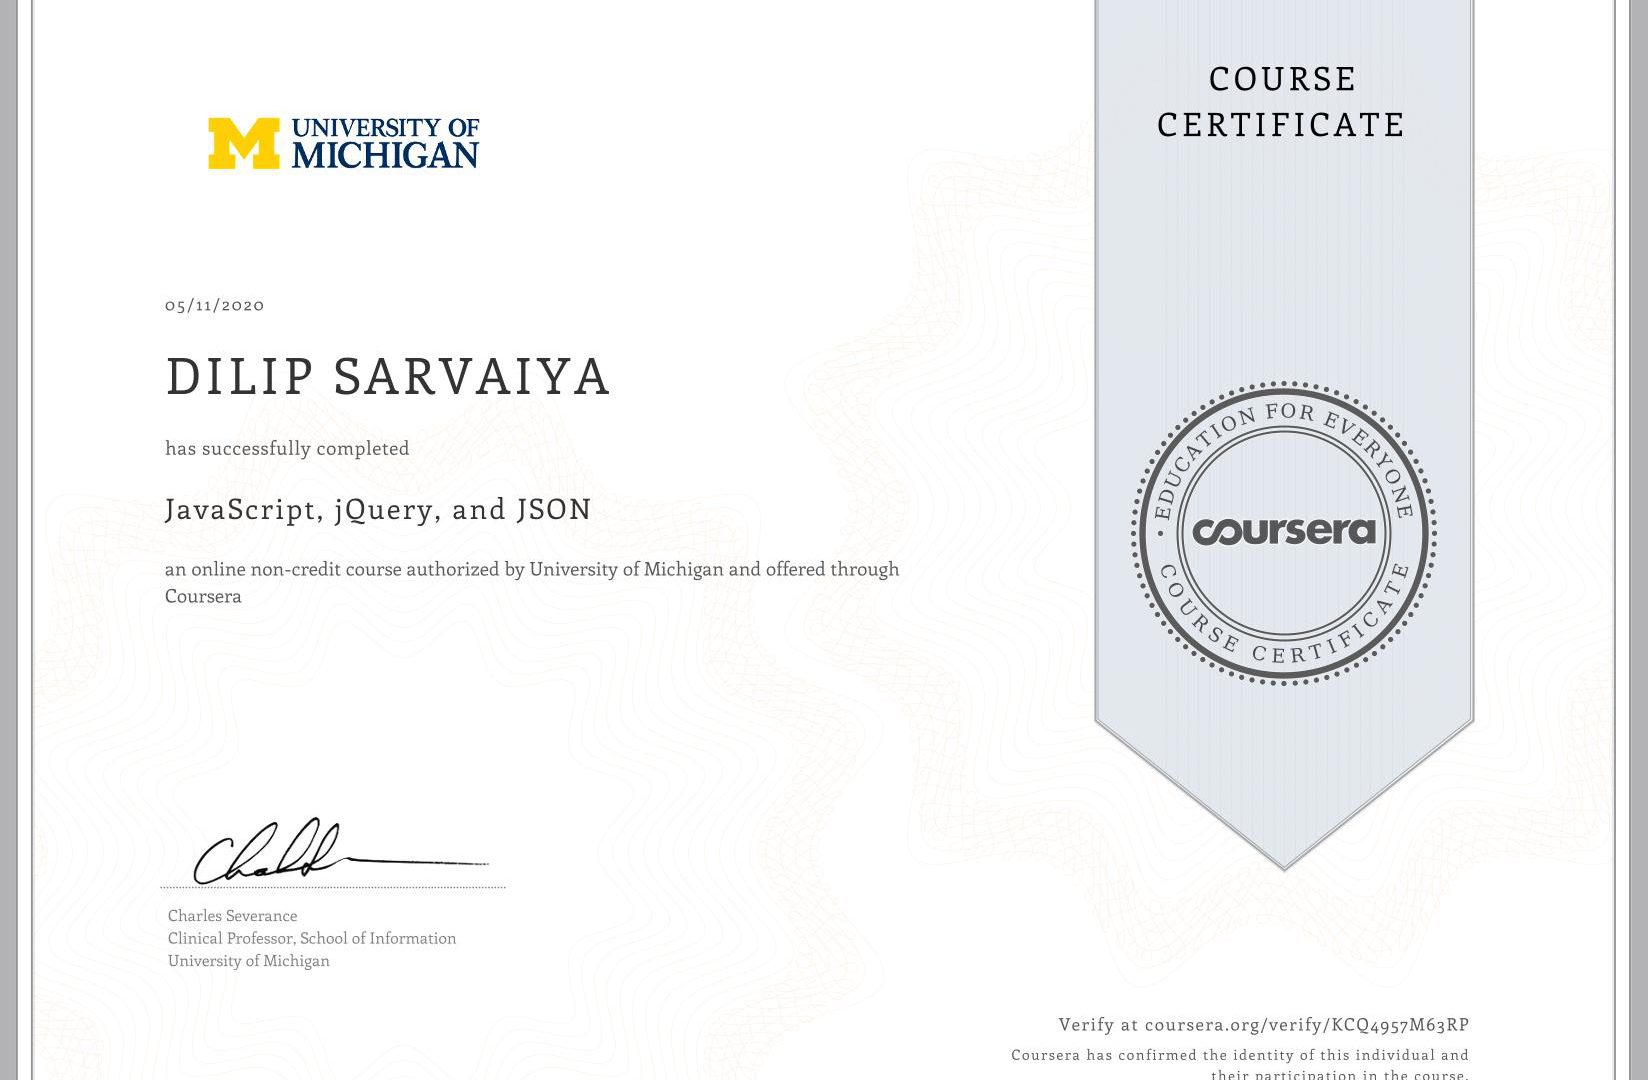 COURSE
CERTIFICATE
M UNIVERSITY OF
MICHIGAN
05/11/2020
DILIP SARVAIYA
has successfully completed
JavaScript, jQuery, and JSON
an online non-credit course authorized by University of Michigan and offered through
Coursera
• EDUCATION FOR EVERYONE •
coursera
COURSE CERTIFICATE
Charles Severance
Clinical Professor, School of Information
University of Michigan
Verify at coursera.org/verify/KCQ4957M63RP
Coursera has confirmed the identity of this individual and
their participation in the course.